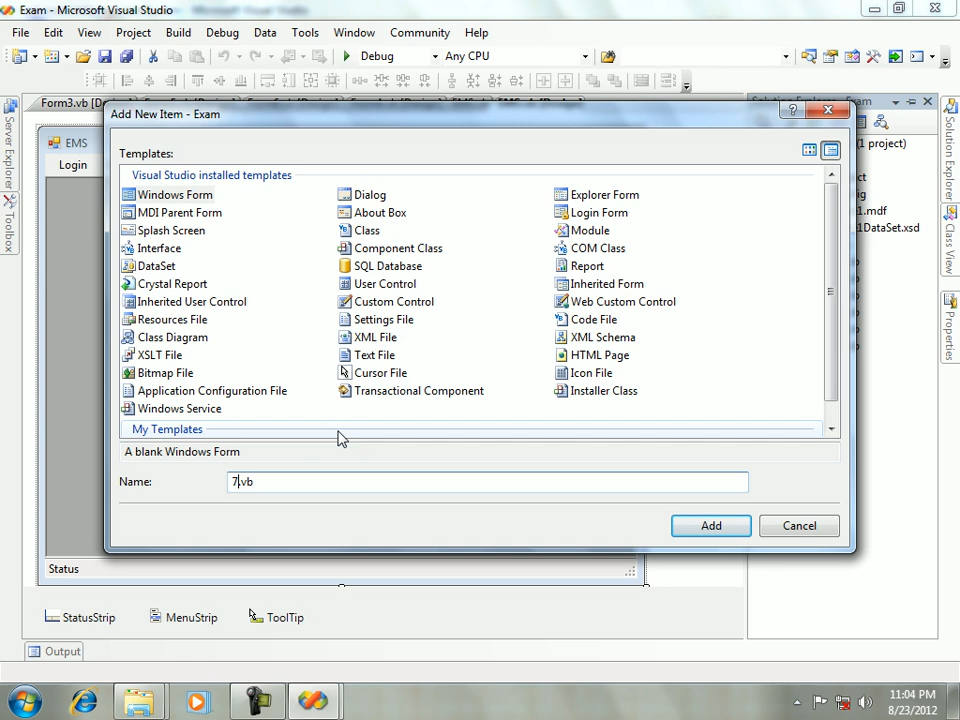 Exam - Microsoft Visual Studio
File Edit View Project Build Debug Data Tools Window Community Help
Debug Any CPU
Form3.vb [De
Add New Item - Exam
Templates:
Visual Studio installed templates
Windows Form Dialog Explorer Form
MDI Parent Form About Box Login Form
Splash Screen Class Module
Interface Component Class COM Class
DataSet SQL Database Report
Crystal Report User Control Inherited Form
Inherited User Control Custom Control Web Custom Control
Resources File Settings File Code File
Class Diagram XML File XML Schema
XSLT File Text File HTML Page
Bitmap File Cursor File Icon File
Application Configuration File Transactional Component Installer Class
Windows Service
My Templates
A blank Windows Form
Name: 7.vb
Add Cancel
EMS
Login
Status
StatusStrip MenuStrip ToolTip
Output
Server Explorer
Toolbox
(1 project)
ct
ig
1.mdf
1DataSet.xsd
Solution Explorer
Class View
Properties
11:04 PM
8/23/2012